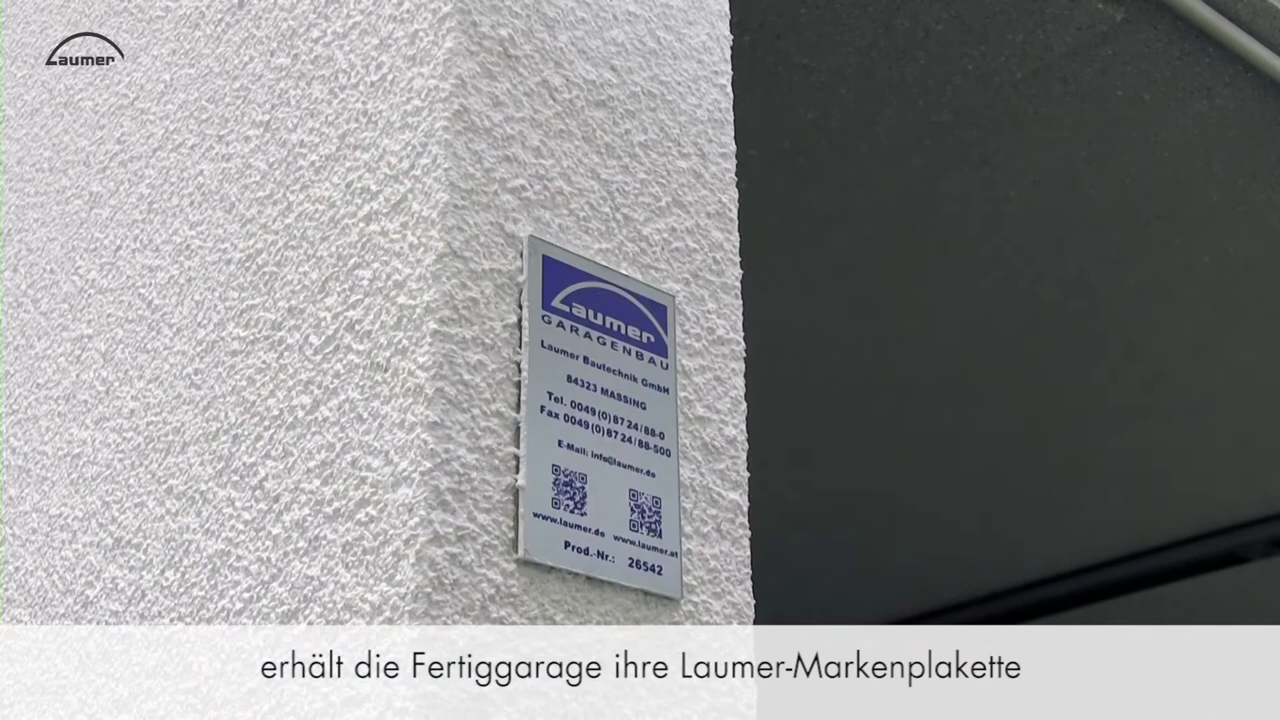 Laumer
Laumer
GARAGENBAU
Laumer Bautechnik GmbH
84323 MASSING
Tel. 0049(0)8724/88-0
Fax 0049(0)8724/88-500
E-Mail: info@laumer.de
www.laumer.de www.laumer.at
Prod.-Nr.: 26542
erhält die Fertiggarage ihre Laumer-Markenplakette